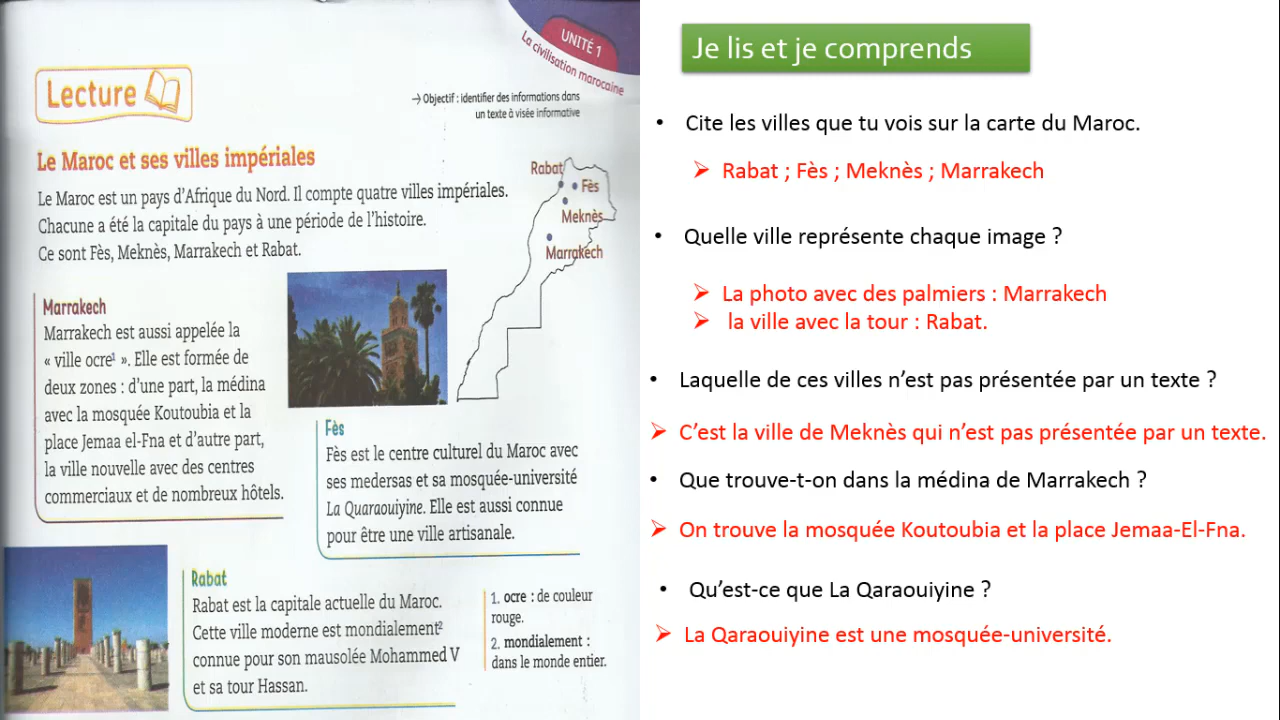 UNITÉ 1
La civilisation marocaine
Lecture
→ Objectif : identifier des informations dans
un texte à visée informative
Le Maroc et ses villes impériales
Le Maroc est un pays d'Afrique du Nord. Il compte quatre villes impériales.
Chacune a été la capitale du pays à une période de l'histoire.
Ce sont Fès, Meknès, Marrakech et Rabat.
Rabat
Fès
Meknès
Marrakech
Marrakech
Marrakech est aussi appelée la
« ville ocre¹ ». Elle est formée de
deux zones : d'une part, la médina
avec la mosquée Koutoubia et la
place Jemaa el-Fna et d'autre part,
la ville nouvelle avec des centres
commerciaux et de nombreux hôtels.
Fès
Fès est le centre culturel du Maroc avec
ses medersas et sa mosquée-université
La Quaraouiyine. Elle est aussi connue
pour être une ville artisanale.
Rabat
Rabat est la capitale actuelle du Maroc.
Cette ville moderne est mondialement²
connue pour son mausolée Mohammed V
et sa tour Hassan.
1. ocre : de couleur
rouge.
2. mondialement :
dans le monde entier.
Je lis et je comprends
• Cite les villes que tu vois sur la carte du Maroc.
➢ Rabat ; Fès ; Meknès ; Marrakech
• Quelle ville représente chaque image ?
➢ La photo avec des palmiers : Marrakech
➢ la ville avec la tour : Rabat.
• Laquelle de ces villes n'est pas présentée par un texte ?
➢ C'est la ville de Meknès qui n'est pas présentée par un texte.
• Que trouve-t-on dans la médina de Marrakech ?
➢ On trouve la mosquée Koutoubia et la place Jemaa-El-Fna.
• Qu'est-ce que La Qaraouiyine ?
➢ La Qaraouiyine est une mosquée-université.